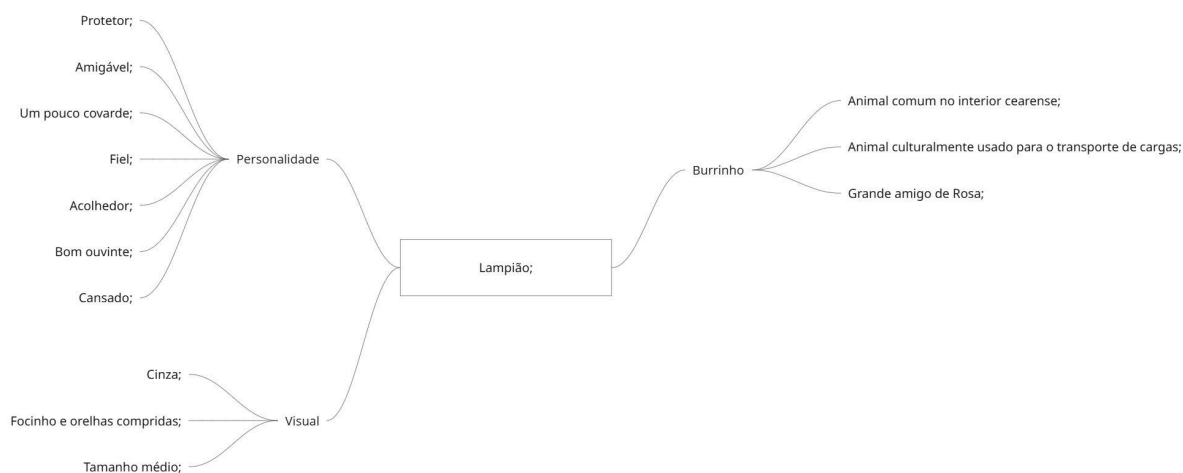 Protetor;
Amigável;
Um pouco covarde;
Fiel;
Acolhedor;
Bom ouvinte;
Cansado;
Personalidade
Cinza;
Focinho e orelhas compridas;
Tamanho médio;
Visual
Lampião;
Burrinho
Animal comum no interior cearense;
Animal culturalmente usado para o transporte de cargas;
Grande amigo de Rosa;